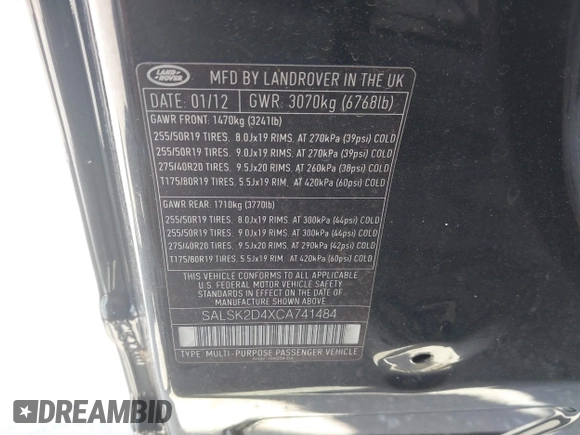 LAND ROVER
MFD BY LANDROVER IN THE UK
DATE: 01/12 GWR: 3070kg (6768lb)
GAWR FRONT: 1470kg (3241lb)
255/50R19 TIRES. 8.0Jx19 RIMS. AT 270kPa (39psi) COLD
255/50R19 TIRES. 9.0Jx19 RIMS. AT 270kPa (39psi) COLD
275/40R20 TIRES. 9.5Jx20 RIMS. AT 260kPa (38psi) COLD
T175/80R19 TIRES. 5.5Jx19 RIM. AT 420kPa (60psi) COLD
GAWR REAR: 1710kg (3770lb)
255/50R19 TIRES. 8.0Jx19 RIMS. AT 300kPa (44psi) COLD
255/50R19 TIRES. 9.0Jx19 RIMS. AT 300kPa (44psi) COLD
275/40R20 TIRES. 9.5Jx20 RIMS. AT 290kPa (42psi) COLD
T175/80R19 TIRES. 5.5Jx19 RIM. AT 420kPa (60psi) COLD
THIS VEHICLE CONFORMS TO ALL APPLICABLE
U.S. FEDERAL MOTOR VEHICLE SAFETY
STANDARDS IN EFFECT ON THE DATE OF
MANUFACTURE SHOWN ABOVE.
SALSK2D4XCA741484
TYPE: MULTI-PURPOSE PASSENGER VEHICLE
DREAMBID